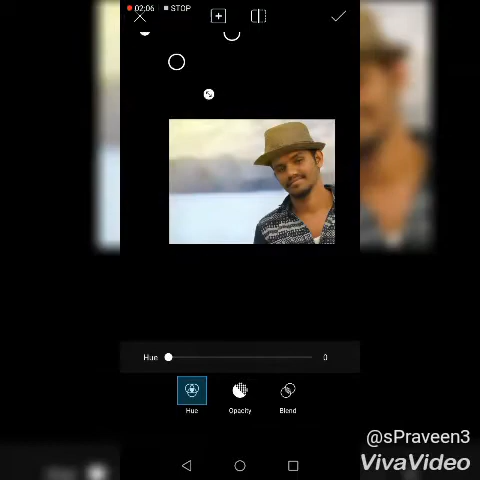 02:06 STOP
Hue 0
Hue Opacity Blend
@sPraveen3
VivaVideo